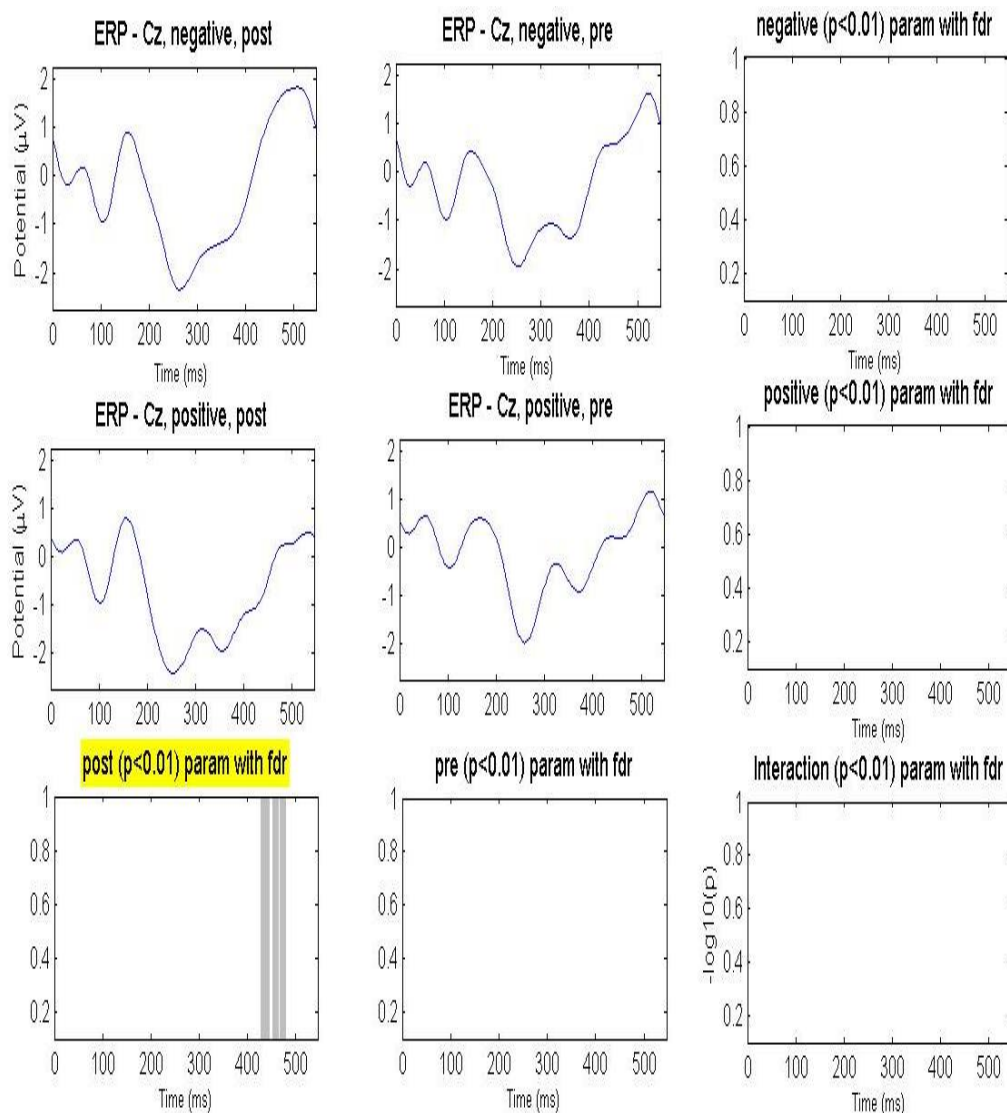 ERP - Cz, negative, post
ERP - Cz, negative, pre
negative (p<0.01) param with fdr
Potential (µV)
2
1
0
-1
-2
0 100 200 300 400 500
Time (ms)
2
1
0
-1
-2
0 100 200 300 400 500
Time (ms)
1
0.8
0.6
0.4
0.2
0 100 200 300 400 500
Time (ms)
ERP - Cz, positive, post
ERP - Cz, positive, pre
positive (p<0.01) param with fdr
Potential (µV)
2
1
0
-1
-2
0 100 200 300 400 500
Time (ms)
2
1
0
-1
-2
0 100 200 300 400 500
Time (ms)
1
0.8
0.6
0.4
0.2
0 100 200 300 400 500
Time (ms)
post (p<0.01) param with fdr
pre (p<0.01) param with fdr
Interaction (p<0.01) param with fdr
1
0.8
0.6
0.4
0.2
0 100 200 300 400 500
Time (ms)
1
0.8
0.6
0.4
0.2
0 100 200 300 400 500
Time (ms)
-log10(p)
1
0.8
0.6
0.4
0.2
0 100 200 300 400 500
Time (ms)